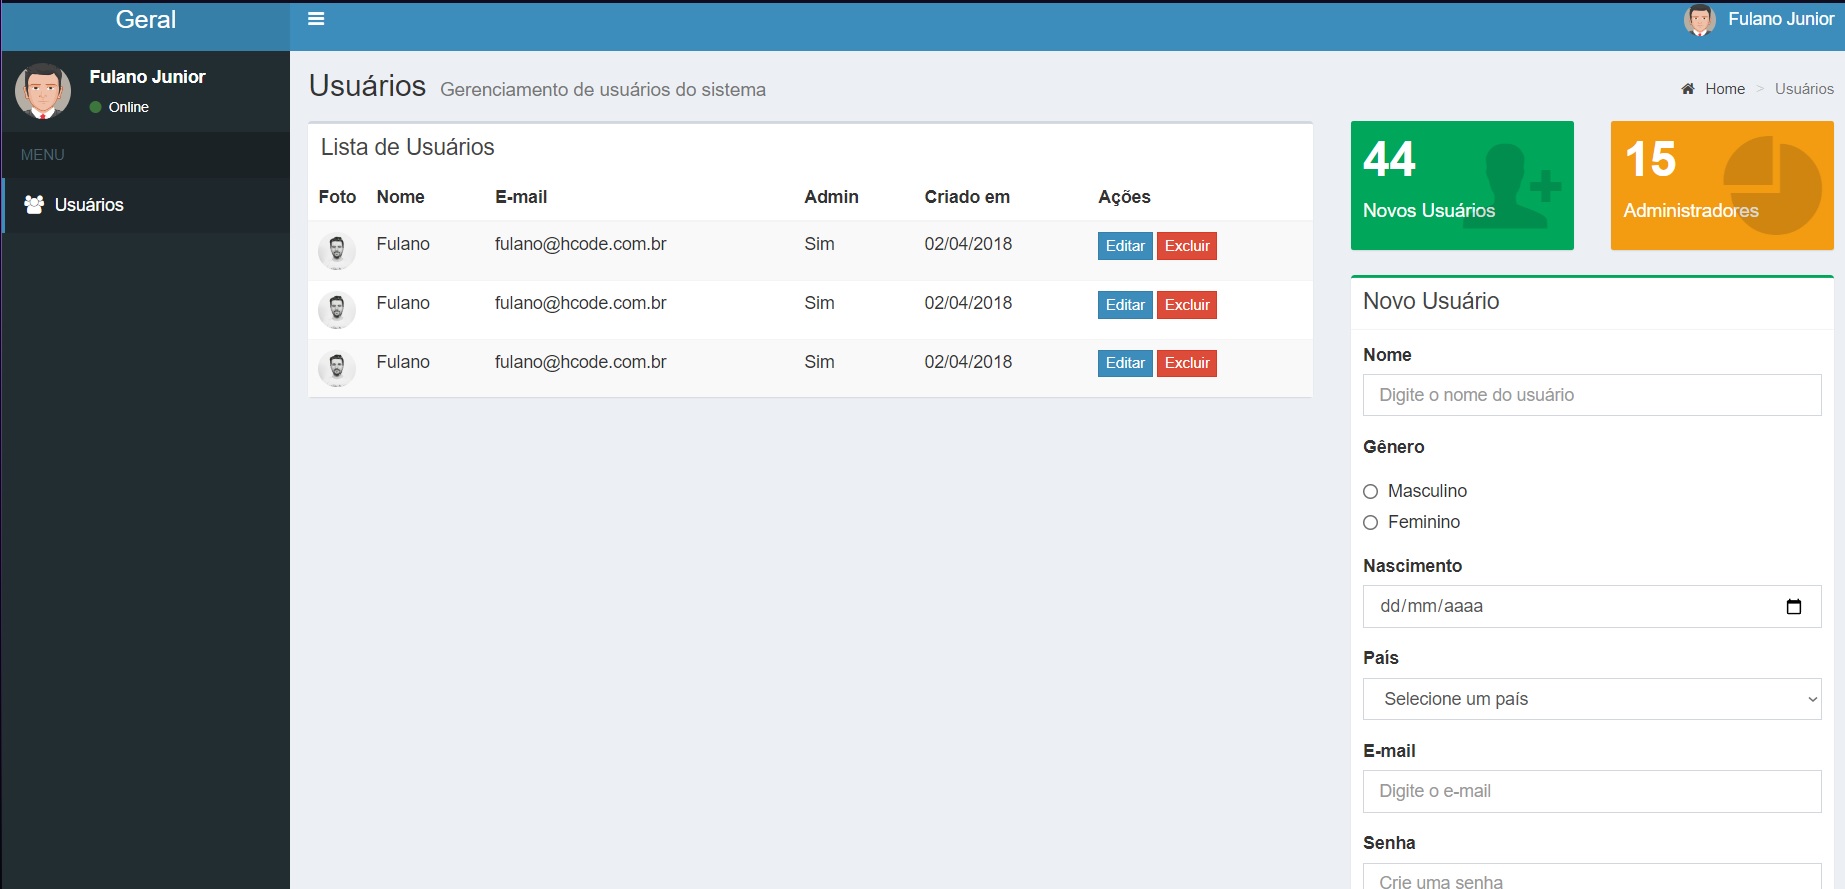 Geral
Fulano Junior
Fulano Junior
Online
MENU
Usuários
Usuários Gerenciamento de usuários do sistema
Home > Usuários
Lista de Usuários
Foto Nome E-mail Admin Criado em Ações
Fulano fulano@hcode.com.br Sim 02/04/2018 Editar Excluir
Fulano fulano@hcode.com.br Sim 02/04/2018 Editar Excluir
Fulano fulano@hcode.com.br Sim 02/04/2018 Editar Excluir
44
Novos Usuários
15
Administradores
Novo Usuário
Nome
Digite o nome do usuário
Gênero
Masculino
Feminino
Nascimento
dd/mm/aaaa
País
Selecione um país
E-mail
Digite o e-mail
Senha
Crie uma senha